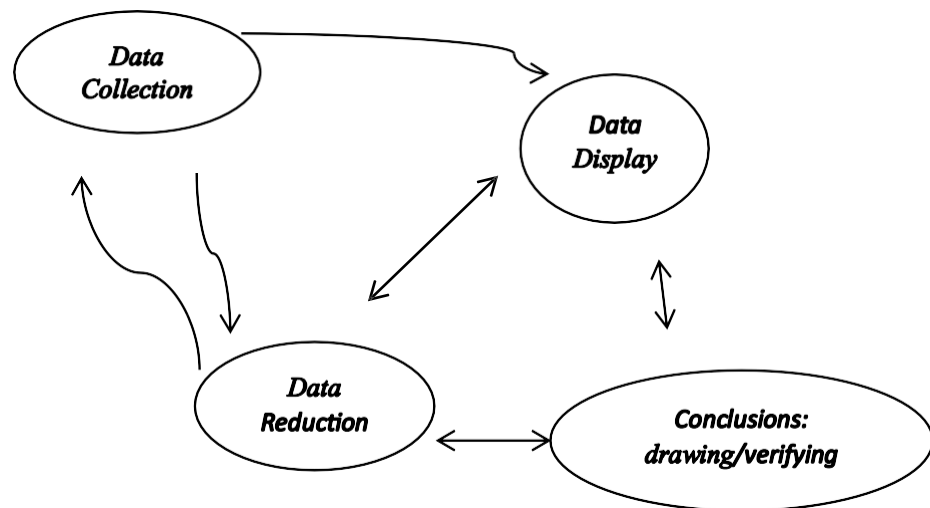 Data
Collection
Data
Display
Data
Reduction
Conclusions:
drawing/verifying